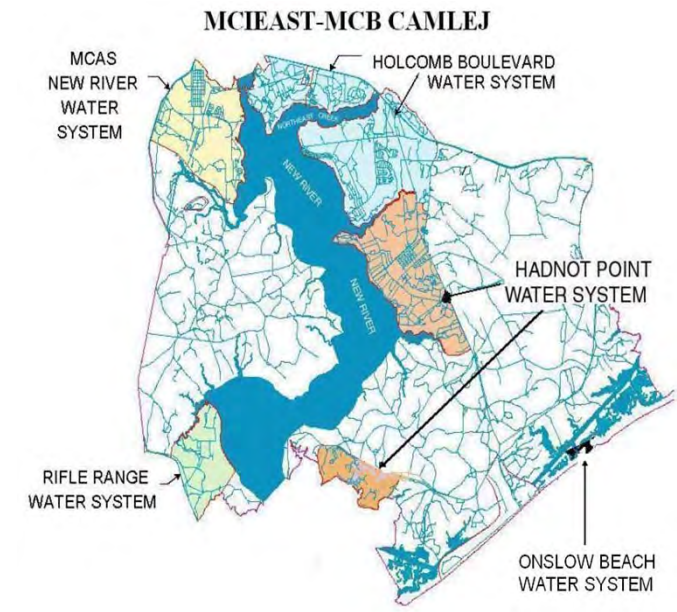 MCIEAST-MCB CAMLEJ
MCAS
NEW RIVER
WATER
SYSTEM
HOLCOMB BOULEVARD
WATER SYSTEM
NORTHEAST CREEK
NEW RIVER
HADNOT POINT
WATER SYSTEM
NEW RIVER
RIFLE RANGE
WATER SYSTEM
ONSLOW BEACH
WATER SYSTEM